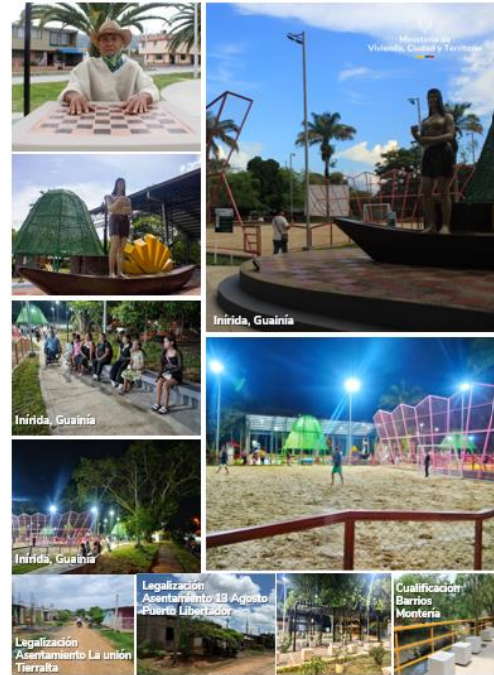 Ministerio de
Vivienda, Ciudad y Territorio
Inírida, Guainía
Inírida, Guainía
Inírida, Guainía
Legalización
Asentamiento La unión
Tierralta
Legalización
Asentamiento 13 Agosto
Puerto Libertador
Cualificación
Barrios
Montería